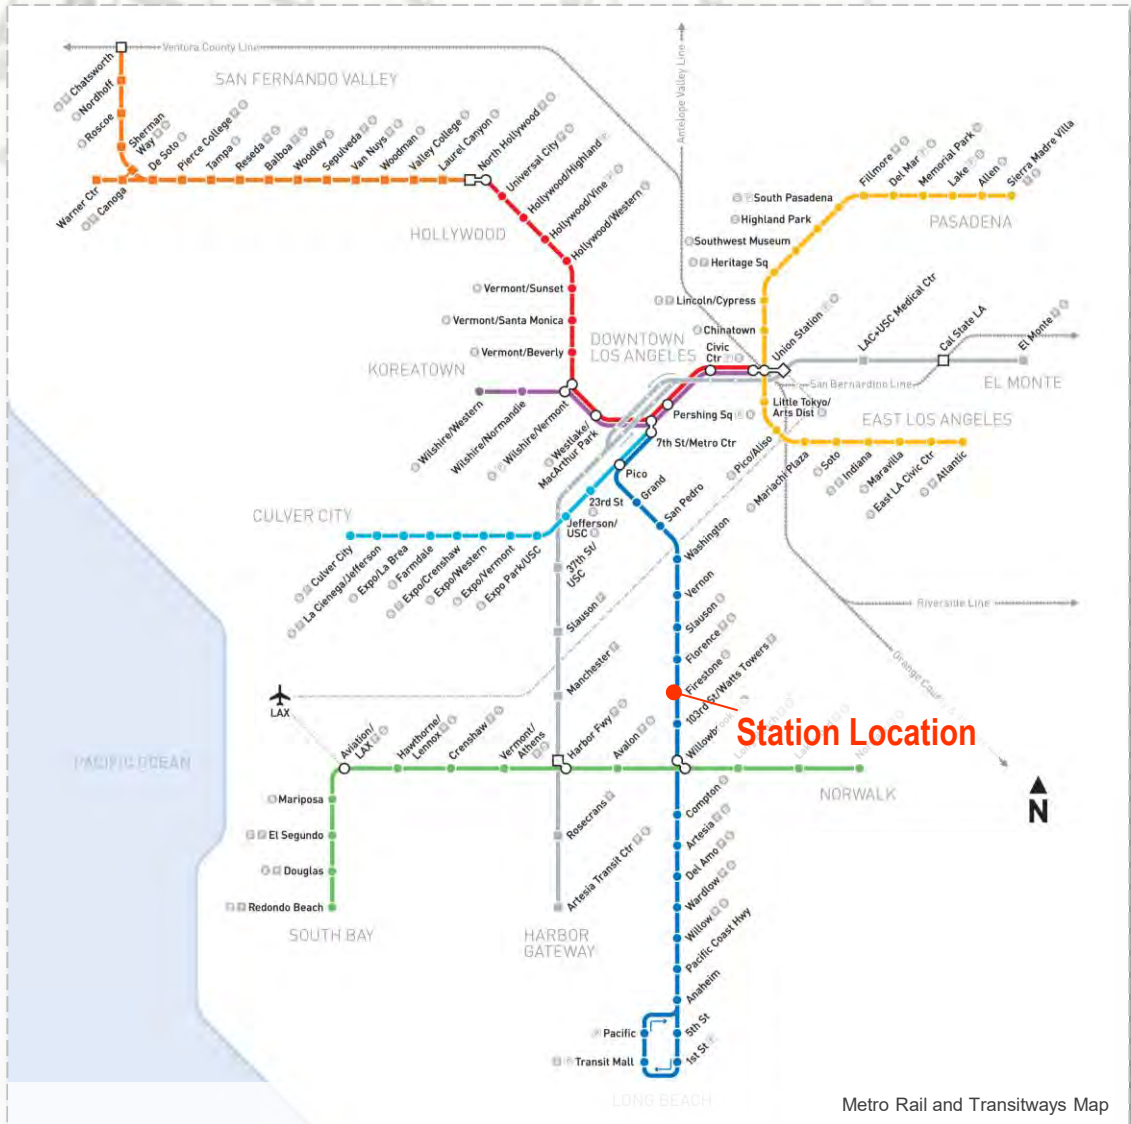 Ventura County Line
Antelope Valley Line
SAN FERNANDO VALLEY
Chatsworth
Nordhoff
Roscoe
Sherman
Way
Warner Ctr
Canoga
De Soto
Pierce College
Tampa
Reseda
Balboa
Woodley
Sepulveda
Van Nuys
Woodman
Valley College
Laurel Canyon
North Hollywood
Universal City
Hollywood/Highland
Hollywood/Vine
Hollywood/Western
HOLLYWOOD
Vermont/Sunset
Vermont/Santa Monica
Vermont/Beverly
KOREATOWN
Wilshire/Western
Wilshire/Normandie
Wilshire/Vermont
Westlake/
MacArthur Park
DOWNTOWN
LOS ANGELES
Civic
Ctr
Pershing Sq
7th St/Metro Ctr
Union Station
Fillmore
Del Mar
Memorial Park
Lake
Allen
Sierra Madre Villa
PASADENA
South Pasadena
Highland Park
Southwest Museum
Heritage Sq
Lincoln/Cypress
Chinatown
LAC+USC Medical Ctr
Cal State LA
El Monte
San Bernardino Line
EL MONTE
Little Tokyo/
Arts Dist
EAST LOS ANGELES
Pico/Aliso
Mariachi Plaza
Soto
Indiana
Maravilla
East LA Civic Ctr
Atlantic
Pico
Grand
San Pedro
Washington
Vernon
Slauson
Florence
Firestone
103rd St/Watts Towers
Station Location
CULVER CITY
23rd St
Jefferson/
USC
Culver City
La Cienega/Jefferson
Expo/La Brea
Farmdale
Expo/Crenshaw
Expo/Western
Expo/Vermont
Expo Park/USC
37th St/
USC
Slauson
Manchester
Riverside Line
LAX
Aviation/
LAX
Hawthorne/
Lennox
Crenshaw
Vermont/
Athens
Harbor Fwy
Avalon
NORWALK
N
PACIFIC OCEAN
Mariposa
El Segundo
Douglas
Redondo Beach
SOUTH BAY
Rosecrans
Artesia Transit Ctr
HARBOR
GATEWAY
Compton
Artesia
Del Amo
Wardlow
Willow
Pacific Coast Hwy
Anaheim
5th St
1st St
Pacific
Transit Mall
LONG BEACH
Metro Rail and Transitways Map